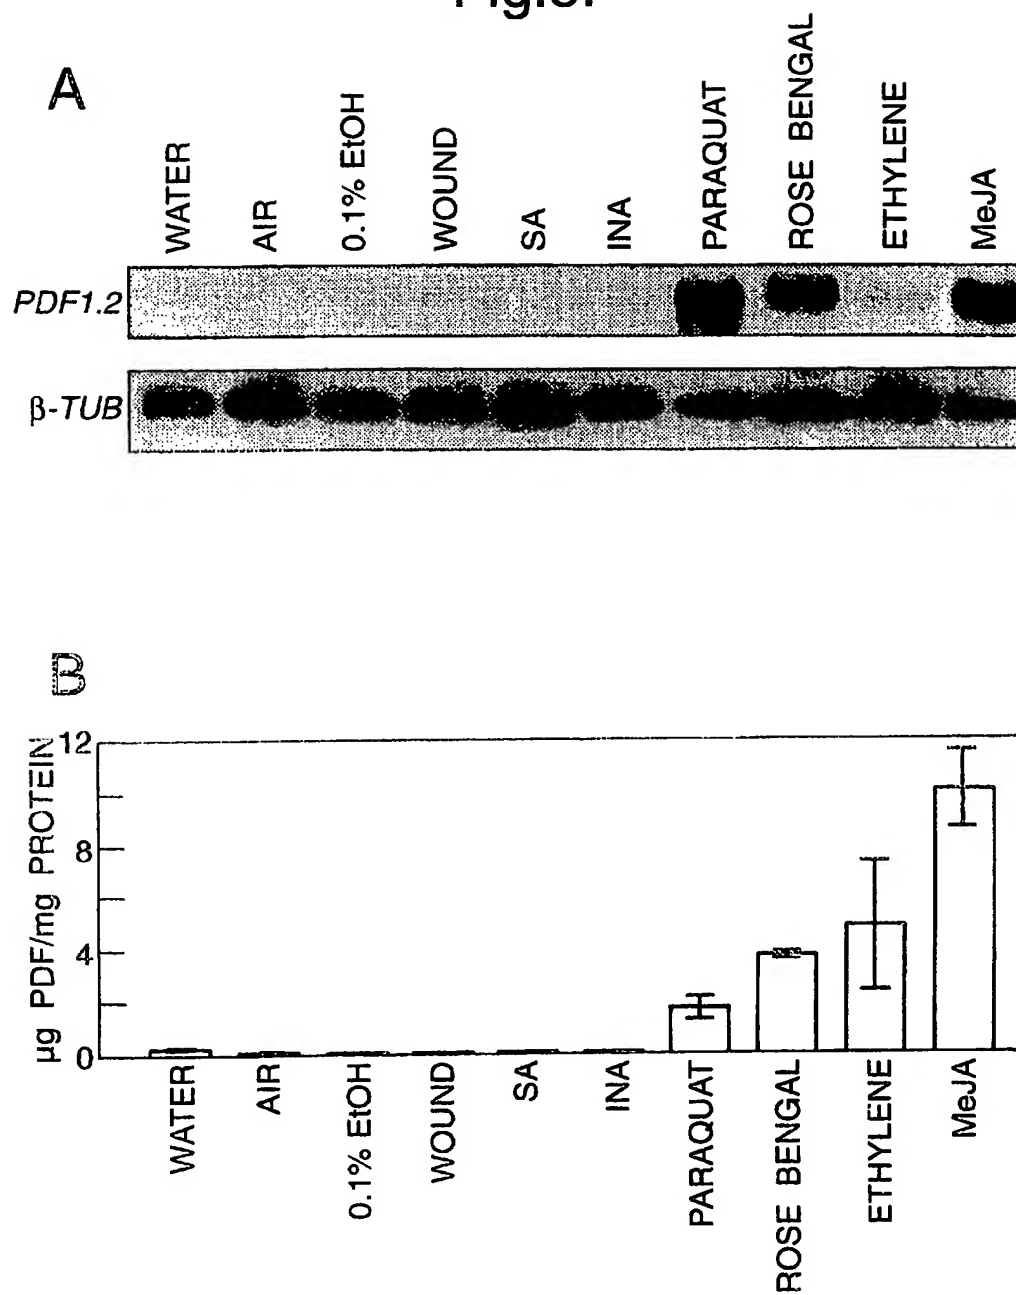 A
WATER
AIR
0.1% EtOH
WOUND
SA
INA
PARAQUAT
ROSE BENGAL
ETHYLENE
MeJA
PDF1.2
β-TUB
B
µg PDF/mg PROTEIN
12
8
4
0
WATER
AIR
0.1% EtOH
WOUND
SA
INA
PARAQUAT
ROSE BENGAL
ETHYLENE
MeJA